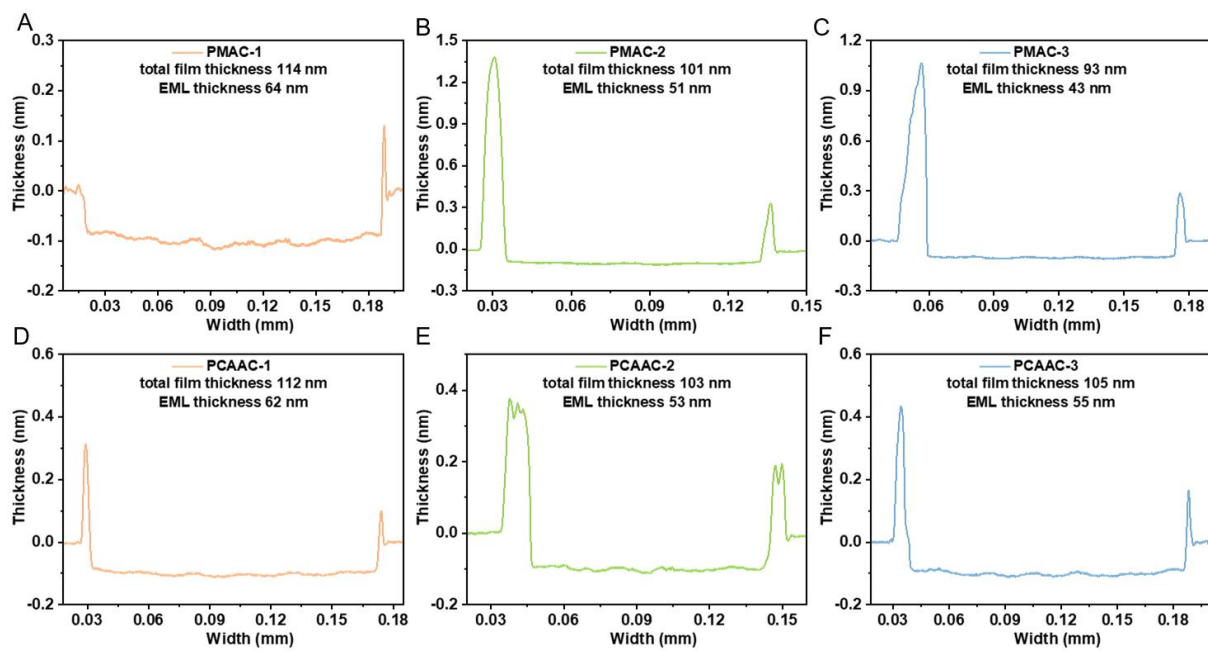 A
PMAC-1
total film thickness 114 nm
EML thickness 64 nm
Thickness (nm)
0.3
0.2
0.1
0.0
-0.1
-0.2
0.03 0.06 0.09 0.12 0.15 0.18
Width (mm)
B
PMAC-2
total film thickness 101 nm
EML thickness 51 nm
Thickness (nm)
1.5
1.2
0.9
0.6
0.3
0.0
-0.3
0.03 0.06 0.09 0.12 0.15
Width (mm)
C
PMAC-3
total film thickness 93 nm
EML thickness 43 nm
Thickness (nm)
1.2
0.9
0.6
0.3
0.0
-0.3
0.03 0.06 0.09 0.12 0.15 0.18
Width (mm)
D
PCAAC-1
total film thickness 112 nm
EML thickness 62 nm
Thickness (nm)
0.6
0.4
0.2
0.0
-0.2
0.03 0.06 0.09 0.12 0.15 0.18
Width (mm)
E
PCAAC-2
total film thickness 103 nm
EML thickness 53 nm
Thickness (nm)
0.4
0.2
0.0
-0.2
0.03 0.06 0.09 0.12 0.15
Width (mm)
F
PCAAC-3
total film thickness 105 nm
EML thickness 55 nm
Thickness (nm)
0.6
0.4
0.2
0.0
-0.2
0.03 0.06 0.09 0.12 0.15 0.18
Width (mm)